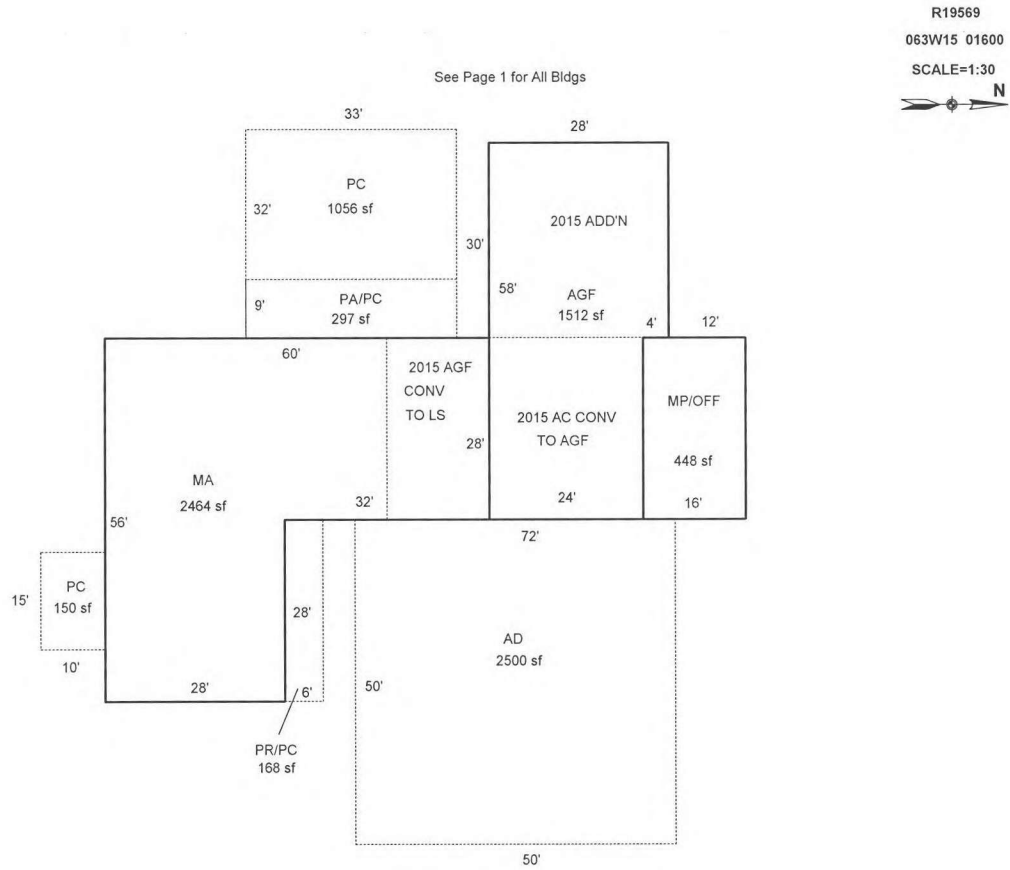 R19569
063W15 01600
SCALE=1:30
N
See Page 1 for All Bldgs
33'
28'
PC
1056 sf
32'
2015 ADD'N
30'
58'
9'
PA/PC
297 sf
AGF
1512 sf
4'
12'
60'
2015 AGF
CONV
TO LS
28'
2015 AC CONV
TO AGF
MP/OFF
448 sf
MA
2464 sf
32'
24'
16'
56'
72'
PC
150 sf
15'
10'
28'
AD
2500 sf
50'
28'
6'
PR/PC
168 sf
50'